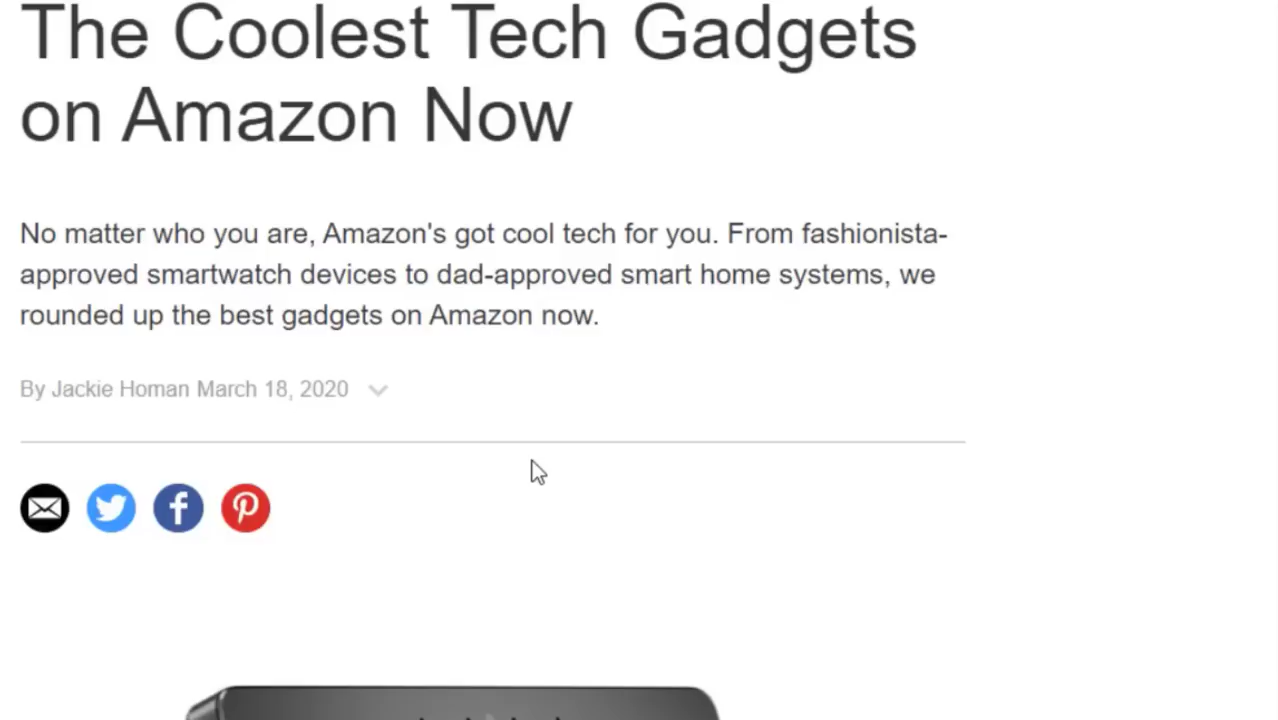 The Coolest Tech Gadgets
on Amazon Now
No matter who you are, Amazon's got cool tech for you. From fashionista-
approved smartwatch devices to dad-approved smart home systems, we
rounded up the best gadgets on Amazon now.
By Jackie Homan March 18, 2020